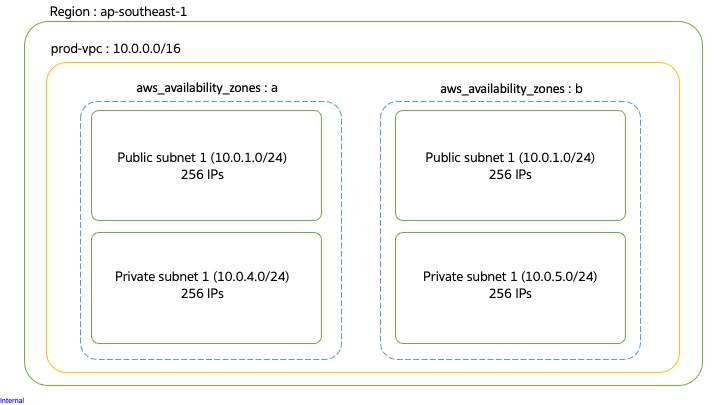 Region : ap-southeast-1
prod-vpc : 10.0.0.0/16
aws_availability_zones : a
Public subnet 1 (10.0.1.0/24)
256 IPs
Private subnet 1 (10.0.4.0/24)
256 IPs
aws_availability_zones : b
Public subnet 1 (10.0.1.0/24)
256 IPs
Private subnet 1 (10.0.5.0/24)
256 IPs
Internal